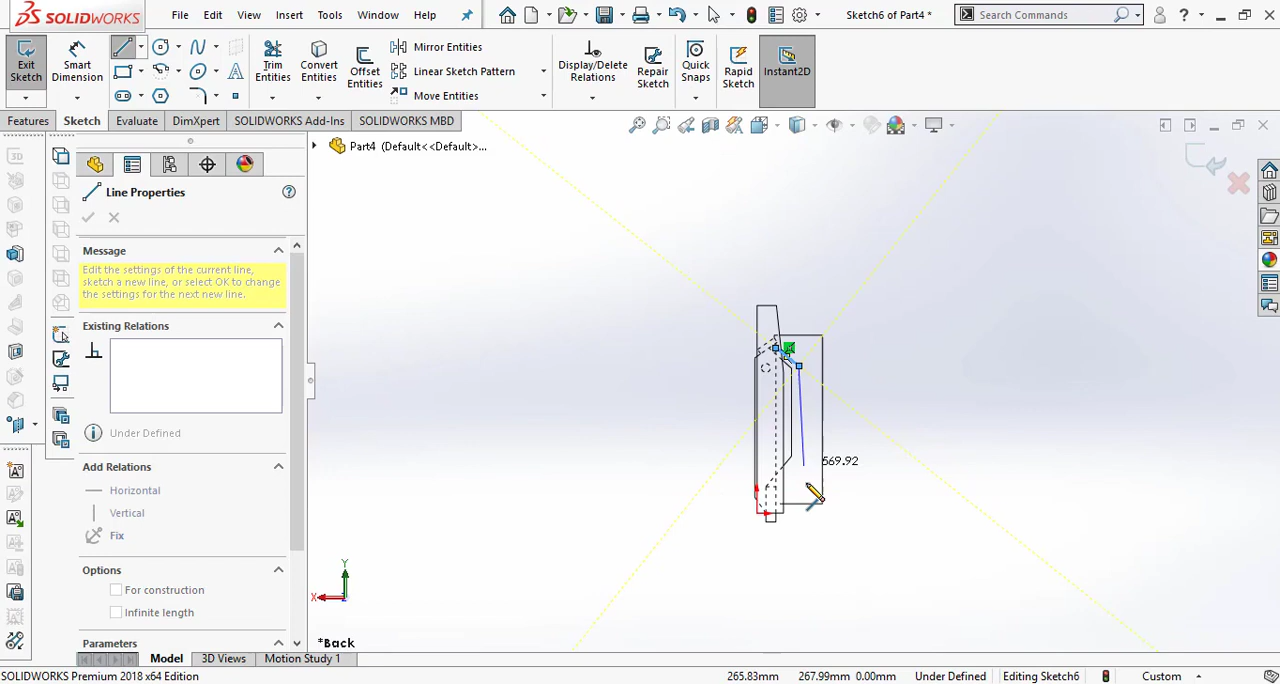 SOLIDWORKS
File
Edit
View
Insert
Tools
Window
Help
Sketch6 of Part4 *
Search Commands
?
Exit Sketch
Smart Dimension
Trim Entities
Convert Entities
Offset Entities
Mirror Entities
Linear Sketch Pattern
Move Entities
Display/Delete Relations
Repair Sketch
Quick Snaps
Rapid Sketch
Instant2D
Features
Sketch
Evaluate
DimXpert
SOLIDWORKS Add-Ins
SOLIDWORKS MBD
Part4 (Default<<Default>...
Line Properties
Message
Edit the settings of the current line,
sketch a new line, or select OK to change
the settings for the next new line.
Existing Relations
Under Defined
Add Relations
Horizontal
Vertical
Fix
Options
For construction
Infinite length
Parameters
569.92
Y
X
*Back
Model
3D Views
Motion Study 1
SOLIDWORKS Premium 2018 x64 Edition
265.83mm
267.99mm 0.00mm
Under Defined
Editing Sketch6
Custom